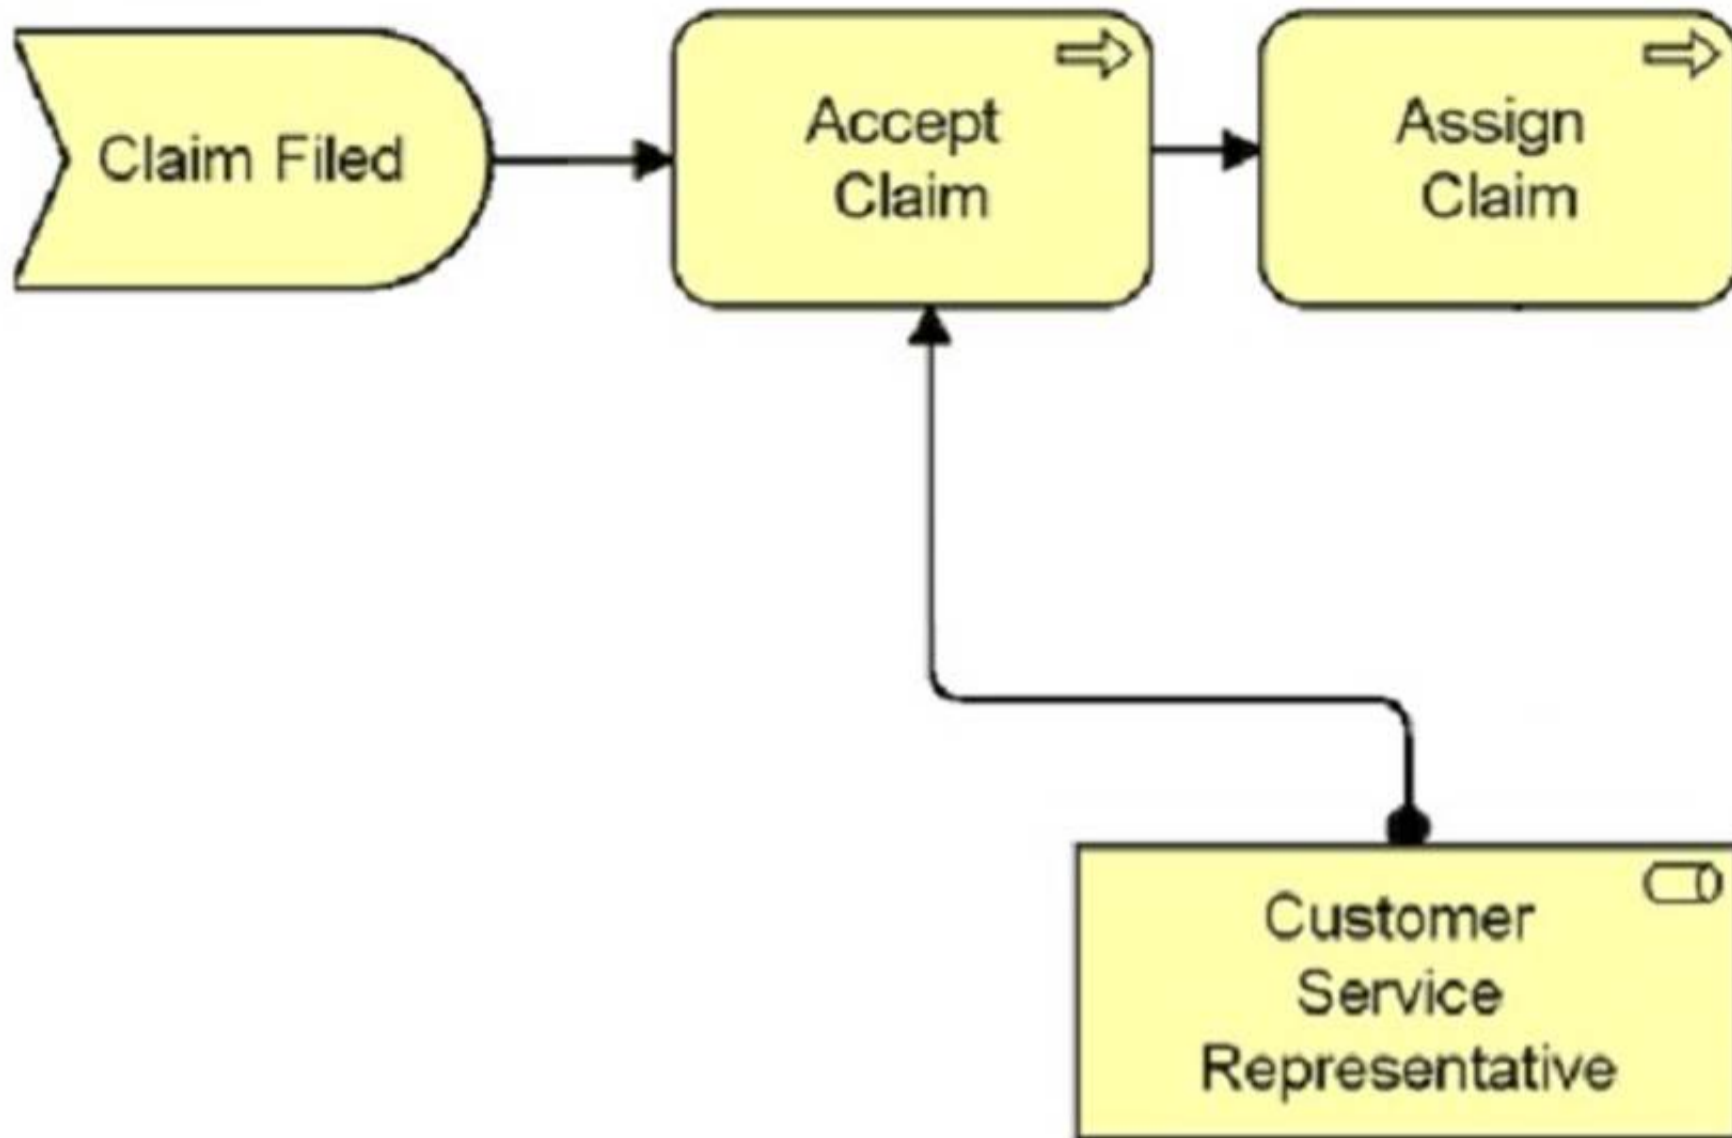 Claim Filed
Accept
Claim
Assign
Claim
Customer
Service
Representative